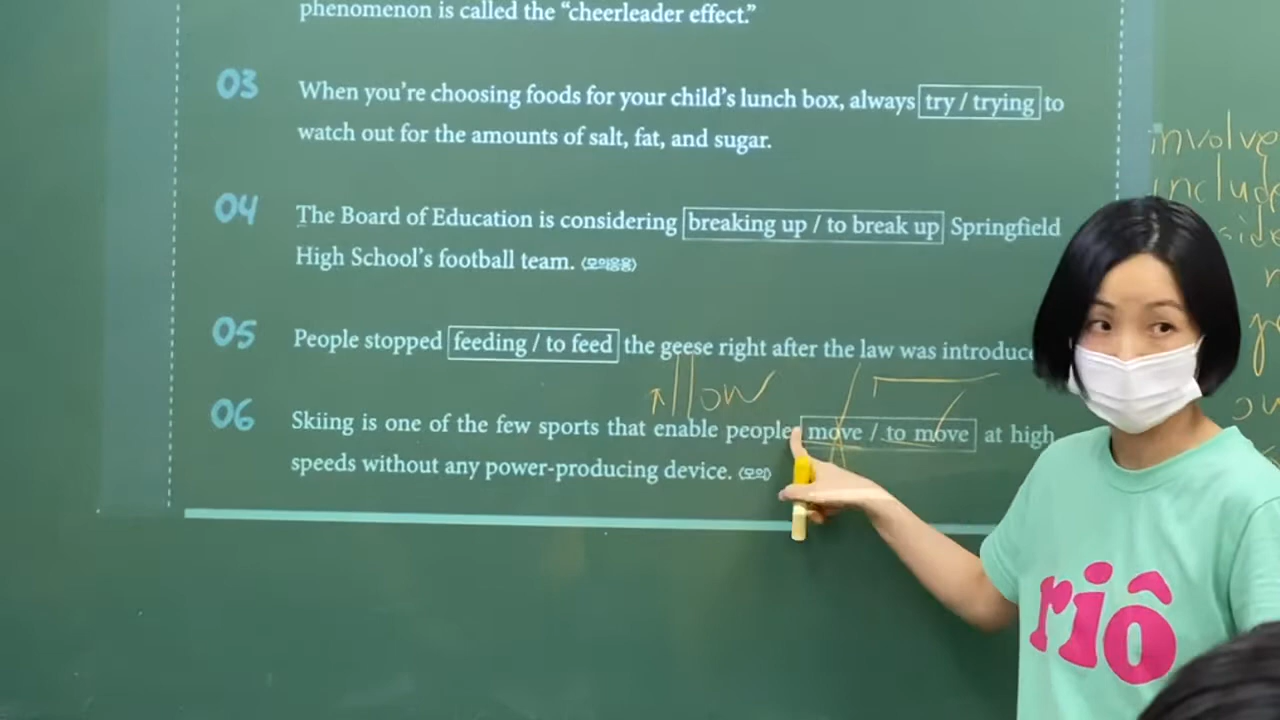 phenomenon is called the “cheerleader effect.”
03 When you’re choosing foods for your child’s lunch box, always try / trying to
watch out for the amounts of salt, fat, and sugar.
04 The Board of Education is considering breaking up / to break up Springfield
High School’s football team. (모의응용)
05 People stopped feeding / to feed the geese right after the law was introduc
allow
06 Skiing is one of the few sports that enable people move / to move at high
speeds without any power-producing device. (모의)
involve
include
side
riô